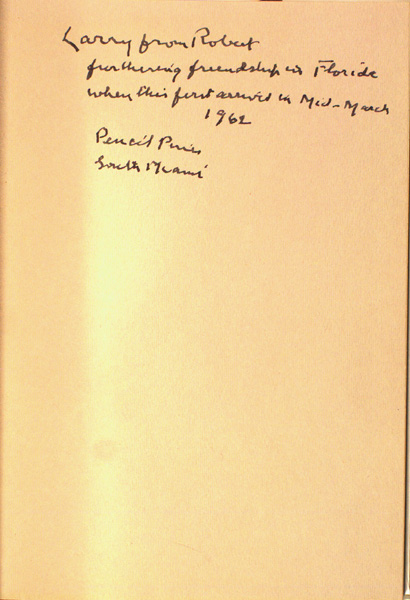 Larry from Robert
furthering friendship in Florida
when this first arrived in Mid-March
1962
Pencil Pines
South Miami